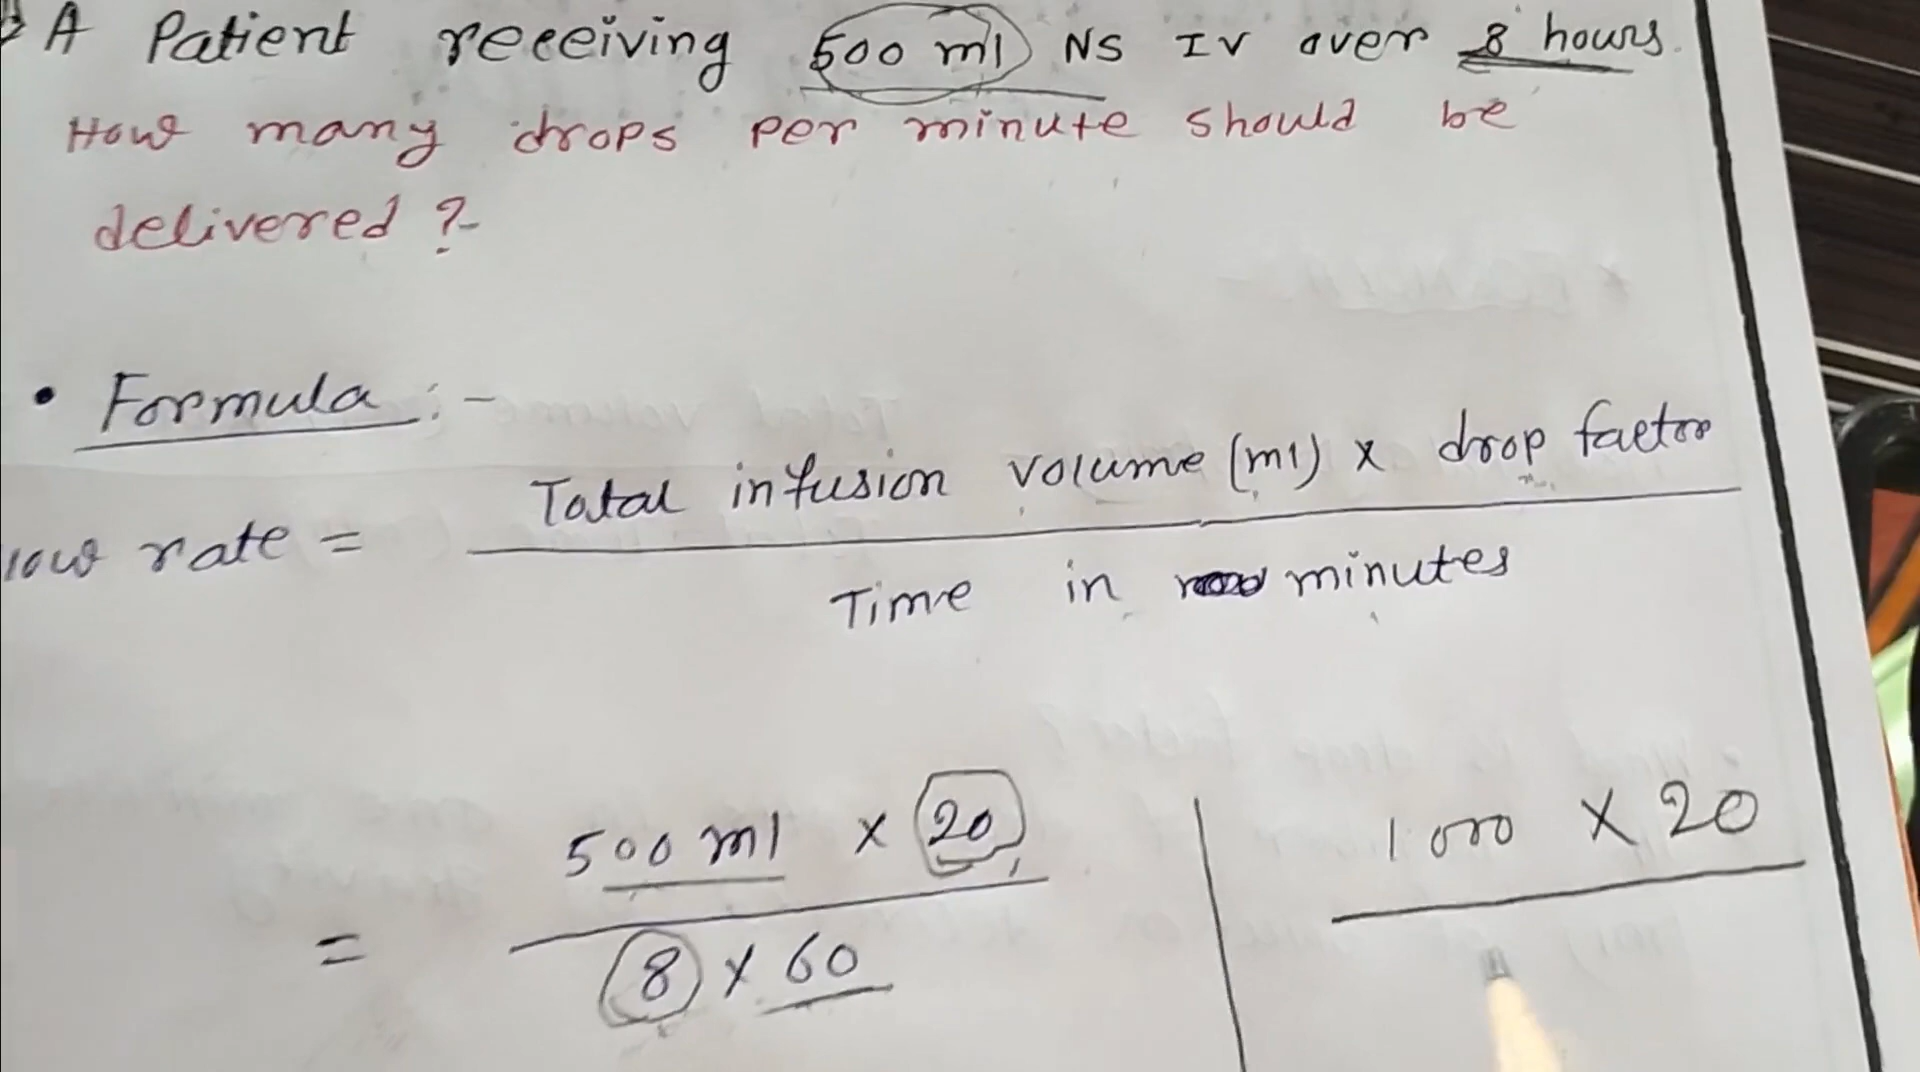 A Patient receiving 500 ml NS IV over 8 hours.
How many drops per minute should be
delivered ?
• Formula :-
Total infusion volume (ml) x drop factor
low rate =
Time in minutes
500 ml x 20
= 8 x 60
1000 x 20